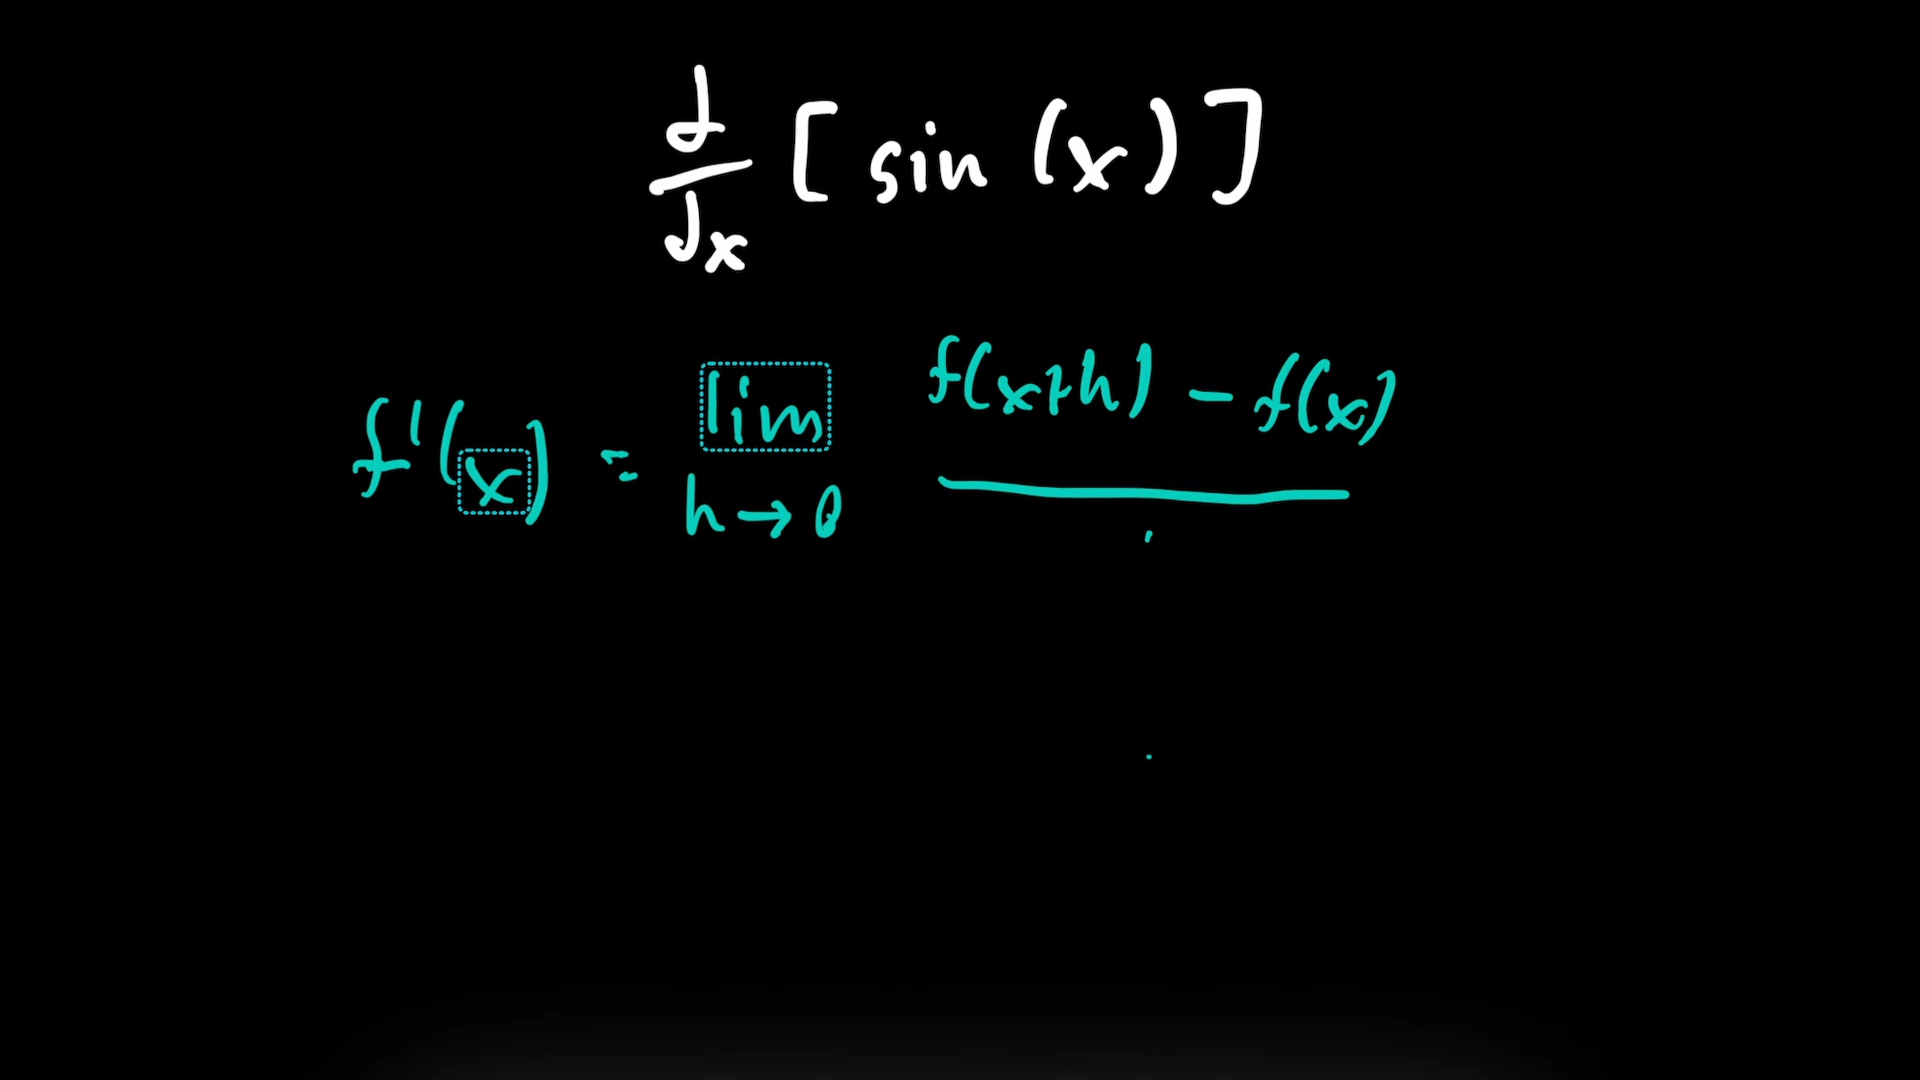 d/dx [sin (x)]
f'(x) = lim h→0 f(x+h) - f(x)